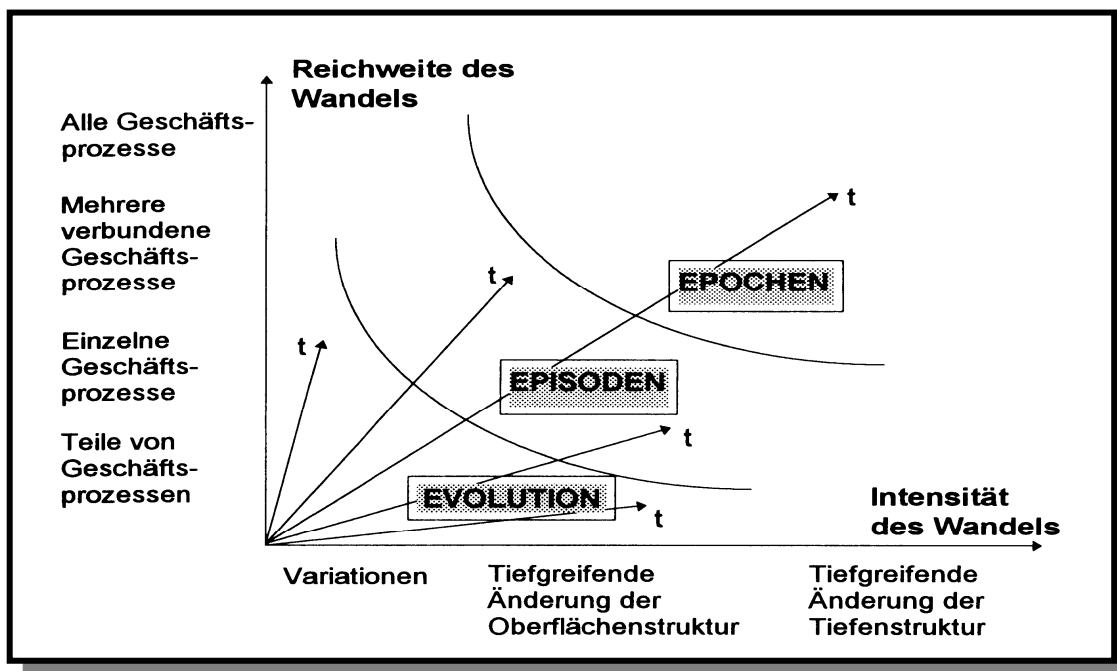 Reichweite des
Wandels
Alle Geschäfts-
prozesse
Mehrere
verbundene
Geschäfts-
prozesse
Einzelne
Geschäfts-
prozesse
Teile von
Geschäfts-
prozessen
t
t
t
t
t
EPOCHEN
EPISODEN
EVOLUTION
Intensität
des Wandels
Variationen
Tiefgreifende
Änderung der
Oberflächenstruktur
Tiefgreifende
Änderung der
Tiefenstruktur